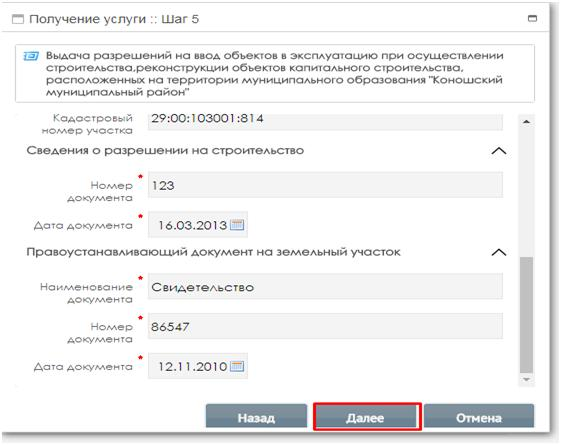 Получение услуги :: Шаг 5
Выдача разрешений на ввод объектов в эксплуатацию при осуществлении
строительства,реконструкции объектов капитального строительства,
расположенных на территории муниципального образования "Коношский
муниципальный район"
Кадастровый
номер участка
29:00:103001:814
Сведения о разрешении на строительство
Номер
документа
*
123
Дата документа * 16.03.2013
Правоустанавливающий документ на земельный участок
Наименование
документа
*
Свидетельство
Номер
документа
*
86547
Дата документа * 12.11.2010
Назад Далее Отмена